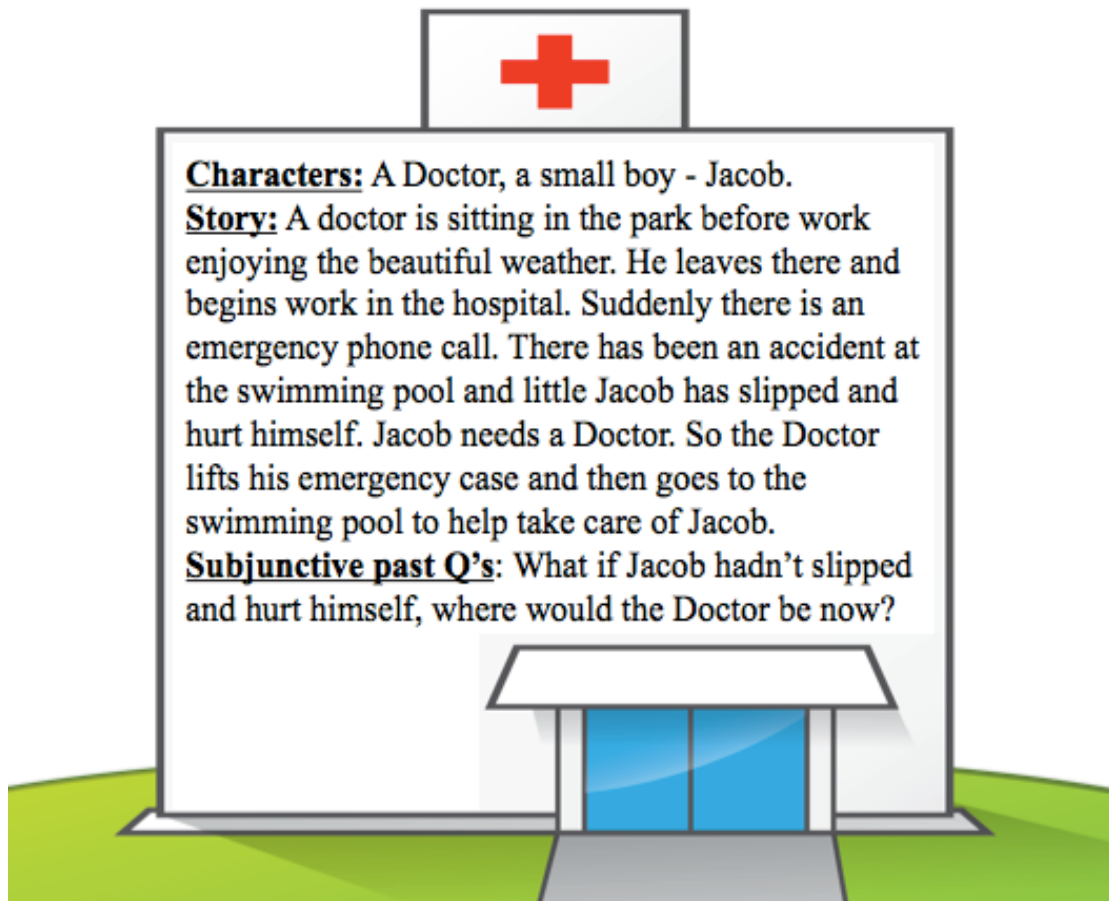 Characters: A Doctor, a small boy - Jacob.
Story: A doctor is sitting in the park before work
enjoying the beautiful weather. He leaves there and
begins work in the hospital. Suddenly there is an
emergency phone call. There has been an accident at
the swimming pool and little Jacob has slipped and
hurt himself. Jacob needs a Doctor. So the Doctor
lifts his emergency case and then goes to the
swimming pool to help take care of Jacob.
Subjunctive past Q’s: What if Jacob hadn’t slipped
and hurt himself, where would the Doctor be now?